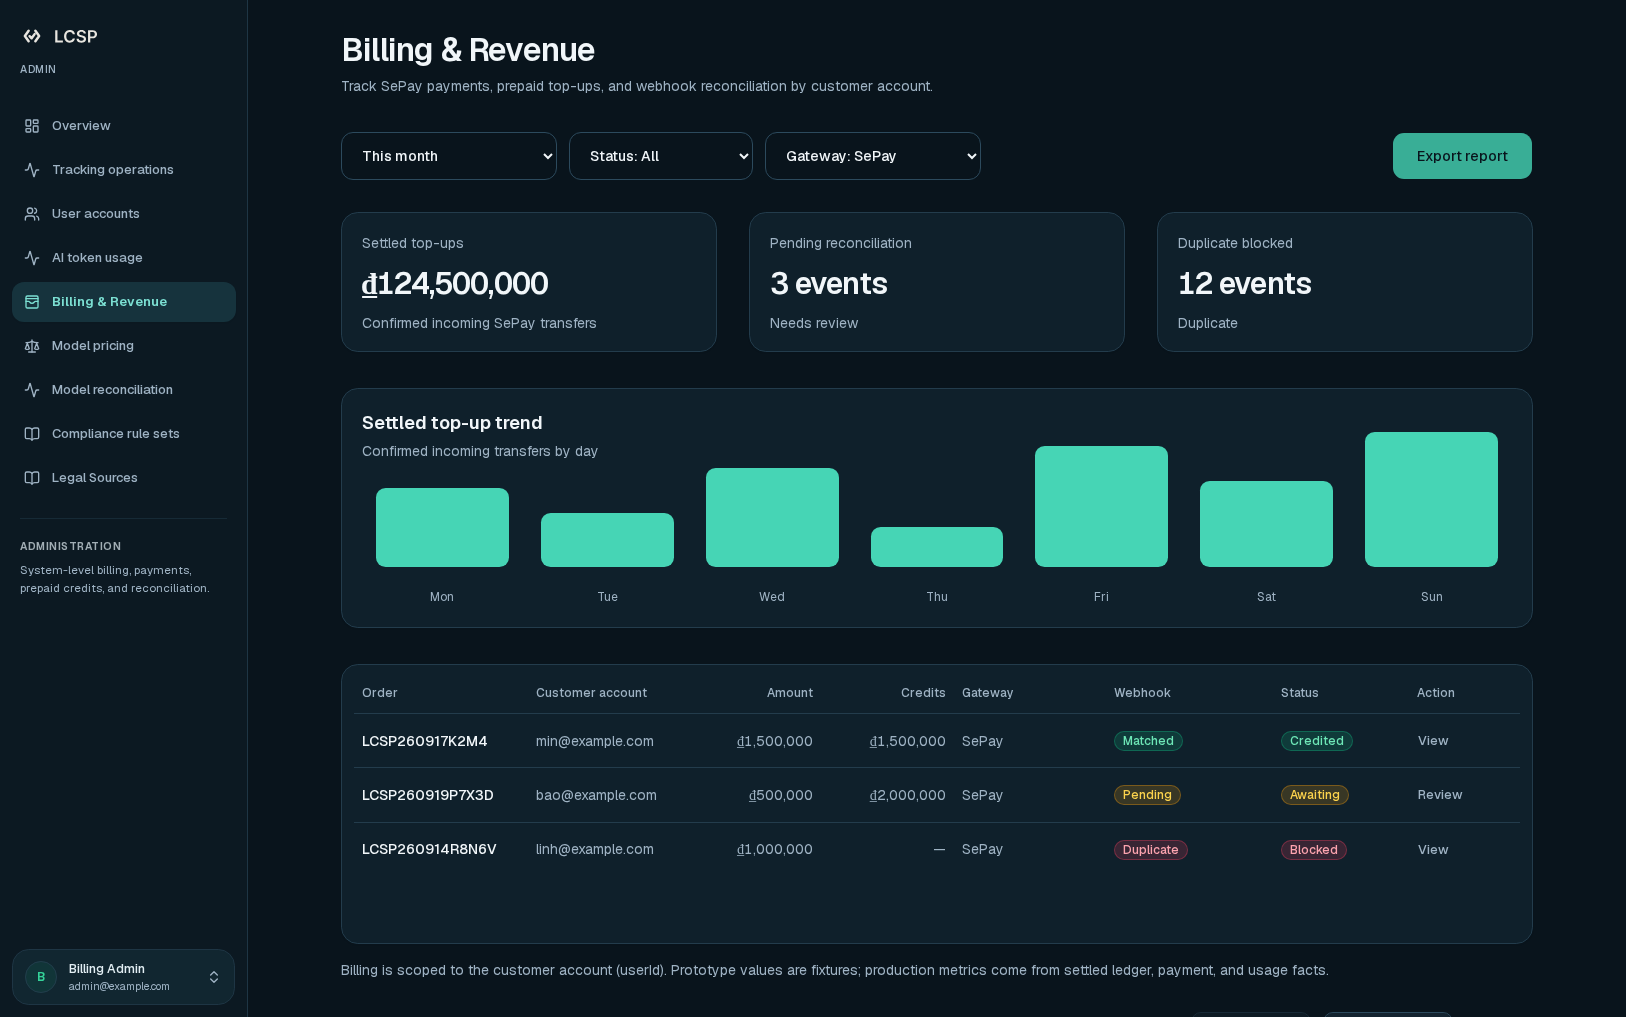 LCSP
ADMIN
Overview
Tracking operations
User accounts
AI token usage
Billing & Revenue
Model pricing
Model reconciliation
Compliance rule sets
Legal Sources
ADMINISTRATION
System-level billing, payments,
prepaid credits, and reconciliation.
B
Billing Admin
admin@example.com
Billing & Revenue
Track SePay payments, prepaid top-ups, and webhook reconciliation by customer account.
This month
Status: All
Gateway: SePay
Export report
Settled top-ups
₫124,500,000
Confirmed incoming SePay transfers
Pending reconciliation
3 events
Needs review
Duplicate blocked
12 events
Duplicate
Settled top-up trend
Confirmed incoming transfers by day
Mon Tue Wed Thu Fri Sat Sun
Order Customer account Amount Credits Gateway Webhook Status Action
LCSP260917K2M4 min@example.com ₫1,500,000 ₫1,500,000 SePay Matched Credited View
LCSP260919P7X3D bao@example.com ₫500,000 ₫2,000,000 SePay Pending Awaiting Review
LCSP260914R8N6V linh@example.com ₫1,000,000 — SePay Duplicate Blocked View
Billing is scoped to the customer account (userId). Prototype values are fixtures; production metrics come from settled ledger, payment, and usage facts.